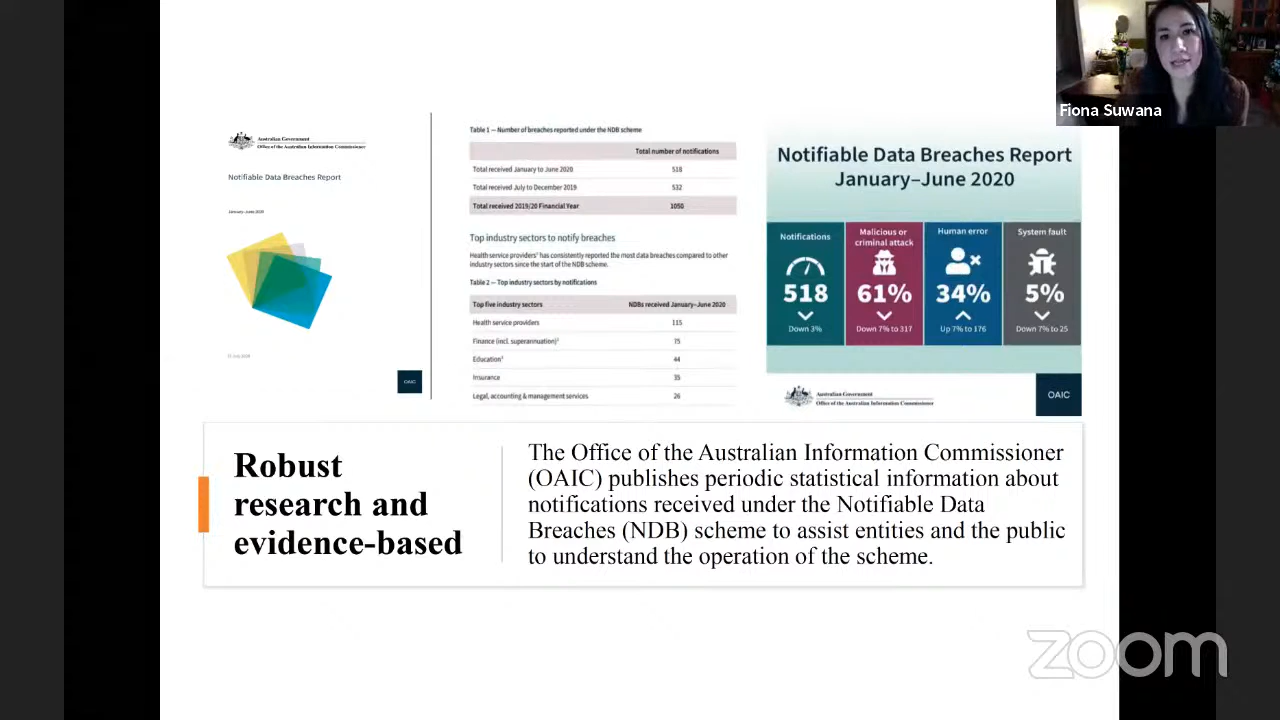 Fiona Suwana
Australian Government
Office of the Australian Information Commissioner
Notifiable Data Breaches Report
January–June 2020
OAIC
Table 1 — Number of breaches reported under the NDB scheme
Total number of notifications
Total received January to June 2020 518
Total received July to December 2019 532
Total received 2019/20 Financial Year 1050
Top industry sectors to notify breaches
Health service providers¹ has consistently reported the most data breaches compared to other
industry sectors since the start of the NDB scheme.
Table 2 — Top industry sectors by notifications
Top five industry sectors NDBs received January–June 2020
Health service providers 115
Finance (incl. superannuation)² 75
Education³ 44
Insurance 35
Legal, accounting & management services 26
Notifiable Data Breaches Report
January–June 2020
Notifications
518
Down 3%
Malicious or
criminal attack
61%
Down 7% to 317
Human error
34%
Up 7% to 176
System fault
5%
Down 7% to 25
Australian Government
Office of the Australian Information Commissioner
OAIC
Robust
research and
evidence-based
The Office of the Australian Information Commissioner
(OAIC) publishes periodic statistical information about
notifications received under the Notifiable Data
Breaches (NDB) scheme to assist entities and the public
to understand the operation of the scheme.
zoom